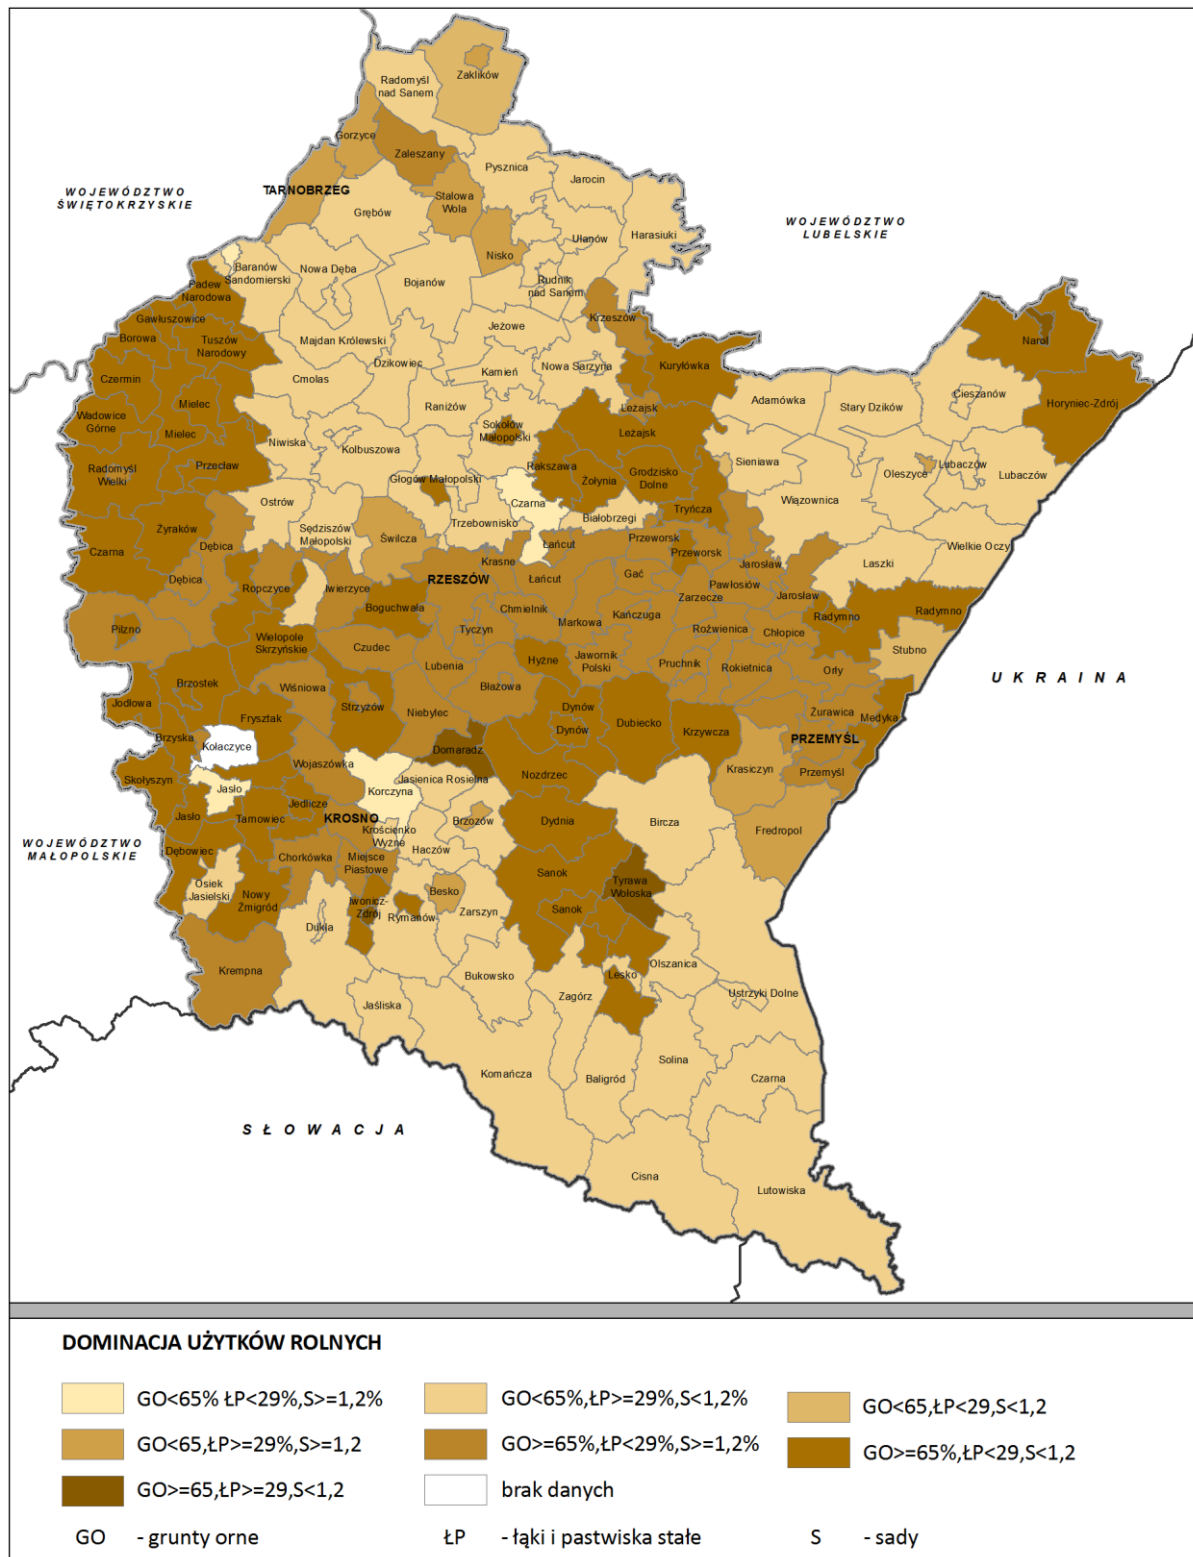 Radomyśl
nad Sanem
Zaklików
Gorzyce
Zaleszany
Pysznica
Jarocin
WOJEWÓDZTWO
ŚWIĘTOKRZYSKIE
TARNOBRZEG
Stalowa
Wola
Grębów
WOJEWÓDZTWO
LUBELSKIE
Ulanów
Harasiuki
Nisko
Baranów
Sandomierski
Nowa Dęba
Bojanów
Rudnik
nad Sanem
Padew
Narodowa
Gawłuszowice
Borowa
Tuszów
Narodowy
Krzeszów
Jeżowe
Majdan Królewski
Dzikowiec
Kamień
Nowa Sarzyna
Kuryłówka
Narol
Czermin
Cmolas
Mielec
Wadowice
Górne
Mielec
Raniżów
Leżajsk
Adamówka
Stary Dzików
Cieszanów
Horyniec-Zdrój
Sokołów
Małopolski
Leżajsk
Niwiska
Kolbuszowa
Radomyśl
Wielki
Przecław
Rakszawa
Żołynia
Grodzisko
Dolne
Sieniawa
Oleszyce
Lubaczów
Lubaczów
Głogów Małopolski
Wiązownica
Ostrów
Czarna
Tryńcza
Żyraków
Sędziszów
Małopolski
Trzebownisko
Białobrzegi
Czarna
Dębica
Świlcza
Łańcut
Przeworsk
Wielkie Oczy
Krasne
Przeworsk
Jarosław
Laszki
Dębica
Ropczyce
Iwierzyce
RZESZÓW
Łańcut
Gać
Pawłosiów
Jarosław
Boguchwała
Chmielnik
Zarzecze
Radymno
Radymno
Pilzno
Wielopole
Skrzyńskie
Tyczyn
Markowa
Kańczuga
Roźwienica
Chłopice
Czudec
Stubno
Lubenia
Hyżne
Jawornik
Polski
Pruchnik
Rokietnica
Orły
UKRAINA
Brzostek
Wiśniowa
Błażowa
Jodłowa
Strzyżów
Niebylec
Dynów
Dynów
Dubiecko
Żurawica
Medyka
Frysztak
Krzywcza
PRZEMYŚL
Brzyska
Kołaczyce
Domaradz
Wojaszówka
Krasiczyn
Przemyśl
Skołyszyn
Jasło
Jasienica Rosielna
Nozdrzec
Korczyna
Jedlicze
Jasło
Tarnowiec
KROSNO
Brzozów
Dydnia
Bircza
Fredropol
WOJEWÓDZTWO
MAŁOPOLSKIE
Dębowiec
Krościenko
Wyżne
Haczów
Chorkówka
Miejsce
Piastowe
Sanok
Osiek
Jasielski
Nowy
Żmigród
Besko
Tyrawa
Wołoska
Iwonicz-
Zdrój
Zarszyn
Sanok
Rymanów
Dukla
Krempna
Bukowsko
Lesko
Olszanica
Ustrzyki Dolne
Jaśliska
Zagórz
Solina
Komańcza
Baligród
Czarna
SŁOWACJA
Cisna
Lutowiska
DOMINACJA UŻYTKÓW ROLNYCH
GO<65% ŁP<29%,S>=1,2%
GO<65%,ŁP>=29%,S<1,2%
GO<65,ŁP<29,S<1,2
GO<65,ŁP>=29%,S>=1,2
GO>=65%,ŁP<29%,S>=1,2%
GO>=65%,ŁP<29,S<1,2
GO>=65,ŁP>=29,S<1,2
brak danych
GO - grunty orne ŁP - łąki i pastwiska stałe S - sady